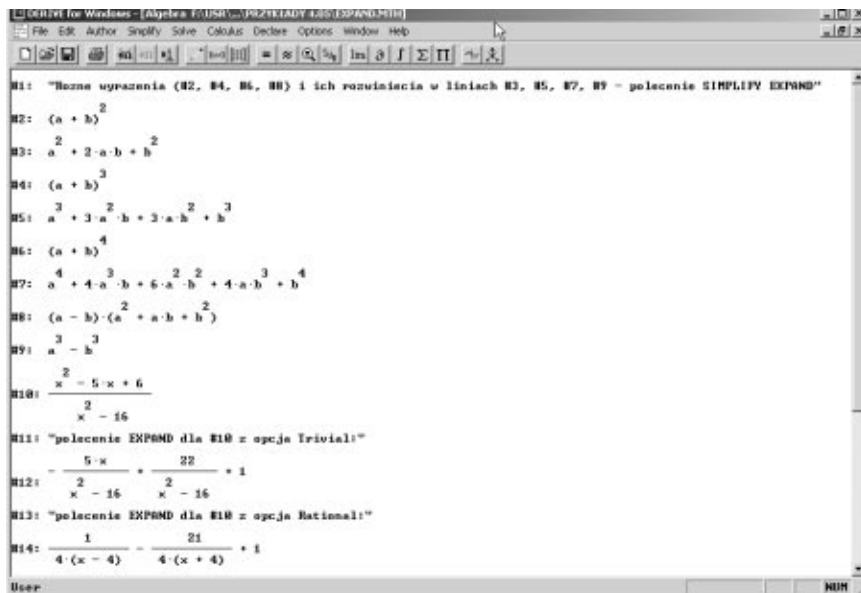 DERIVE for Windows - [Algebra F:\USR\...\PRZYKLADY 4.05\EXPAND.MTH]
File Edit Author Simplify Solve Calculus Declare Options Window Help
#1: "Rozne wyrazenia (#2, #4, #6, #8) i ich rozwiniecia w liniach #3, #5, #7, #9 - polecenie SIMPLIFY EXPAND"
#2: (a + b)^2
#3: a^2 + 2·a·b + b^2
#4: (a + b)^3
#5: a^3 + 3·a^2·b + 3·a·b^2 + b^3
#6: (a + b)^4
#7: a^4 + 4·a^3·b + 6·a^2·b^2 + 4·a·b^3 + b^4
#8: (a - b)·(a^2 + a·b + b^2)
#9: a^3 - b^3
#10: (x^2 - 5·x + 6)/(x^2 - 16)
#11: "polecenie EXPAND dla #10 z opcja Trivial:"
#12: - 5·x/(x^2 - 16) + 22/(x^2 - 16) + 1
#13: "polecenie EXPAND dla #10 z opcja Rational:"
#14: 1/(4·(x - 4)) - 21/(4·(x + 4)) + 1
User NUM